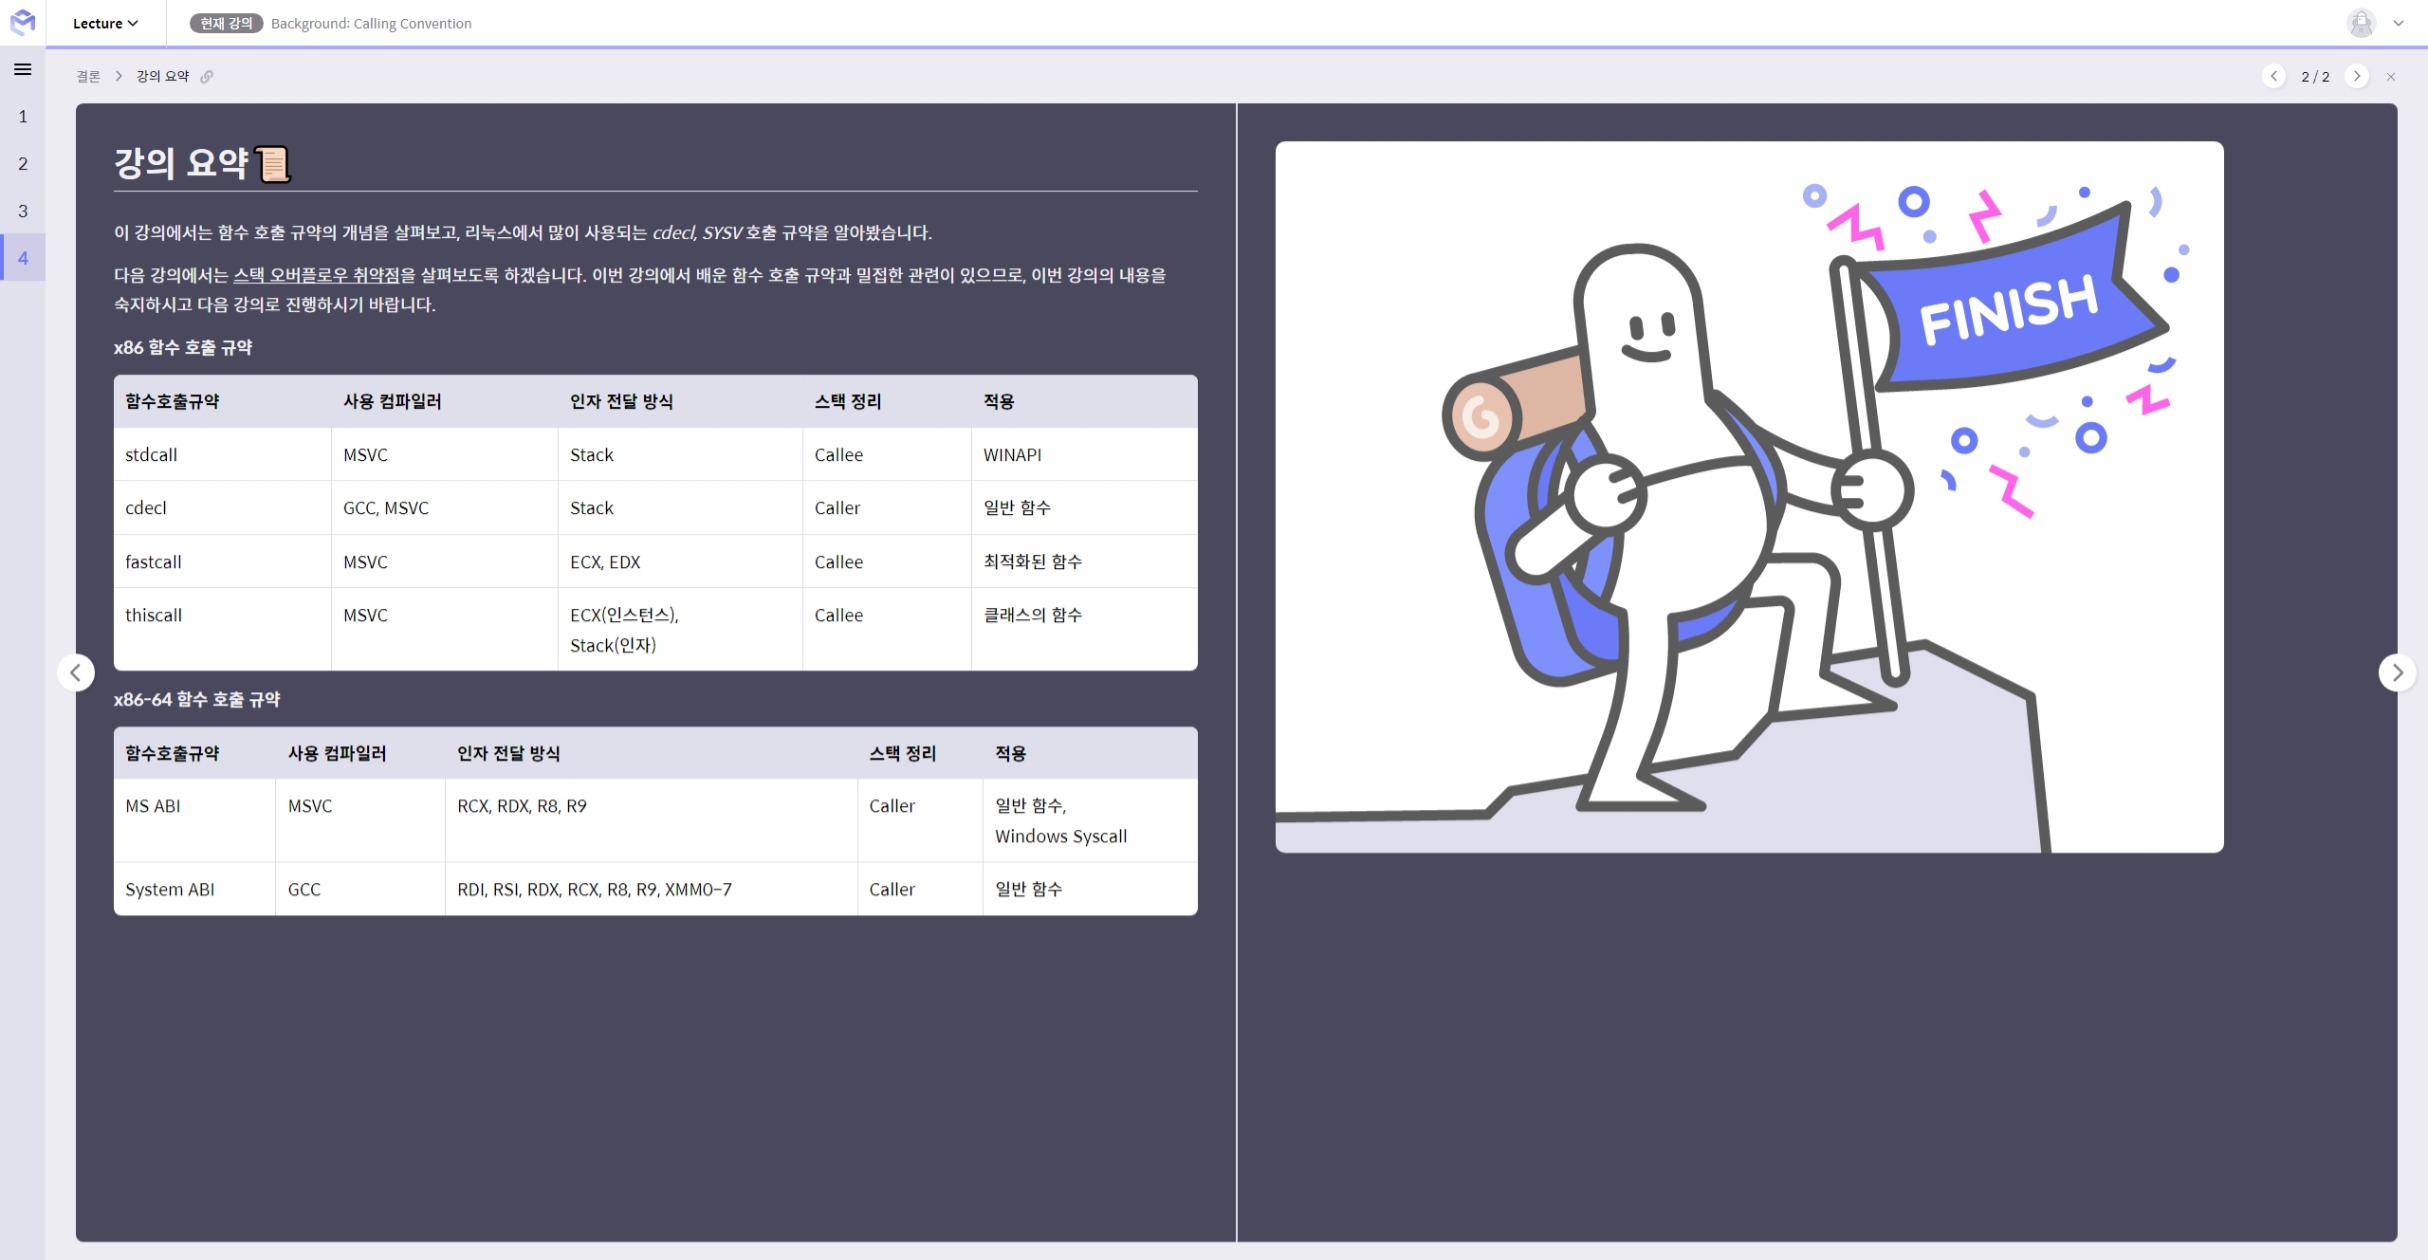 Lecture
현재 강의 Background: Calling Convention
결론 > 강의 요약
2 / 2
1
2
3
4
강의 요약
이 강의에서는 함수 호출 규약의 개념을 살펴보고, 리눅스에서 많이 사용되는 cdecl, SYSV 호출 규약을 알아봤습니다.
다음 강의에서는 스택 오버플로우 취약점을 살펴보도록 하겠습니다. 이번 강의에서 배운 함수 호출 규약과 밀접한 관련이 있으므로, 이번 강의의 내용을
숙지하시고 다음 강의로 진행하시기 바랍니다.
x86 함수 호출 규약
함수호출규약 사용 컴파일러 인자 전달 방식 스택 정리 적용
stdcall MSVC Stack Callee WINAPI
cdecl GCC, MSVC Stack Caller 일반 함수
fastcall MSVC ECX, EDX Callee 최적화된 함수
thiscall MSVC ECX(인스턴스), Callee 클래스의 함수
Stack(인자)
x86-64 함수 호출 규약
함수호출규약 사용 컴파일러 인자 전달 방식 스택 정리 적용
MS ABI MSVC RCX, RDX, R8, R9 Caller 일반 함수,
Windows Syscall
System ABI GCC RDI, RSI, RDX, RCX, R8, R9, XMM0-7 Caller 일반 함수
FINISH